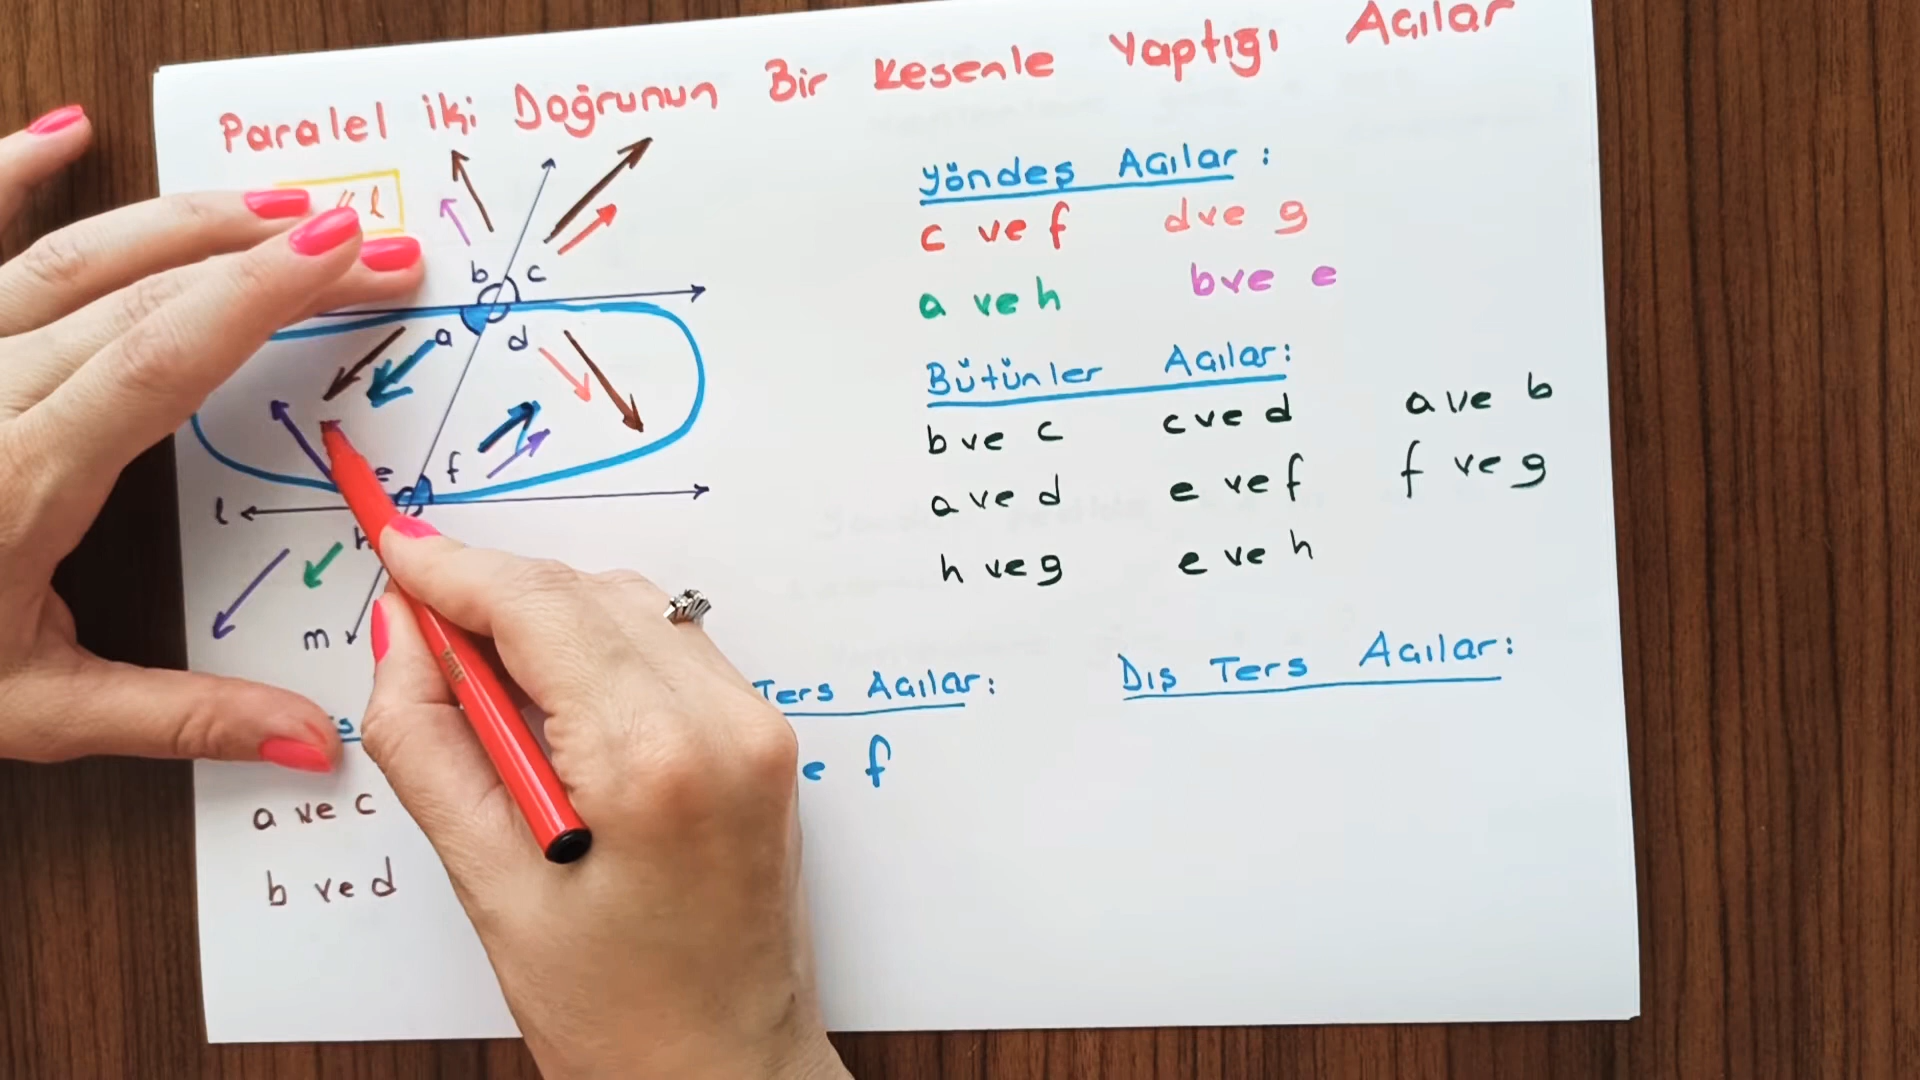 Paralel iki Doğrunun Bir Kesenle Yaptığı Açılar
// l
b c
a d
e f
l
h
m
Yöndeş Açılar :
c ve f d ve g
a ve h b ve e
Bütünler Açılar:
b ve c c ve d a ve b
a ve d e ve f f ve g
h ve g e ve h
a ve c
b ve d
Ters Açılar:
e f
Dış Ters Açılar: